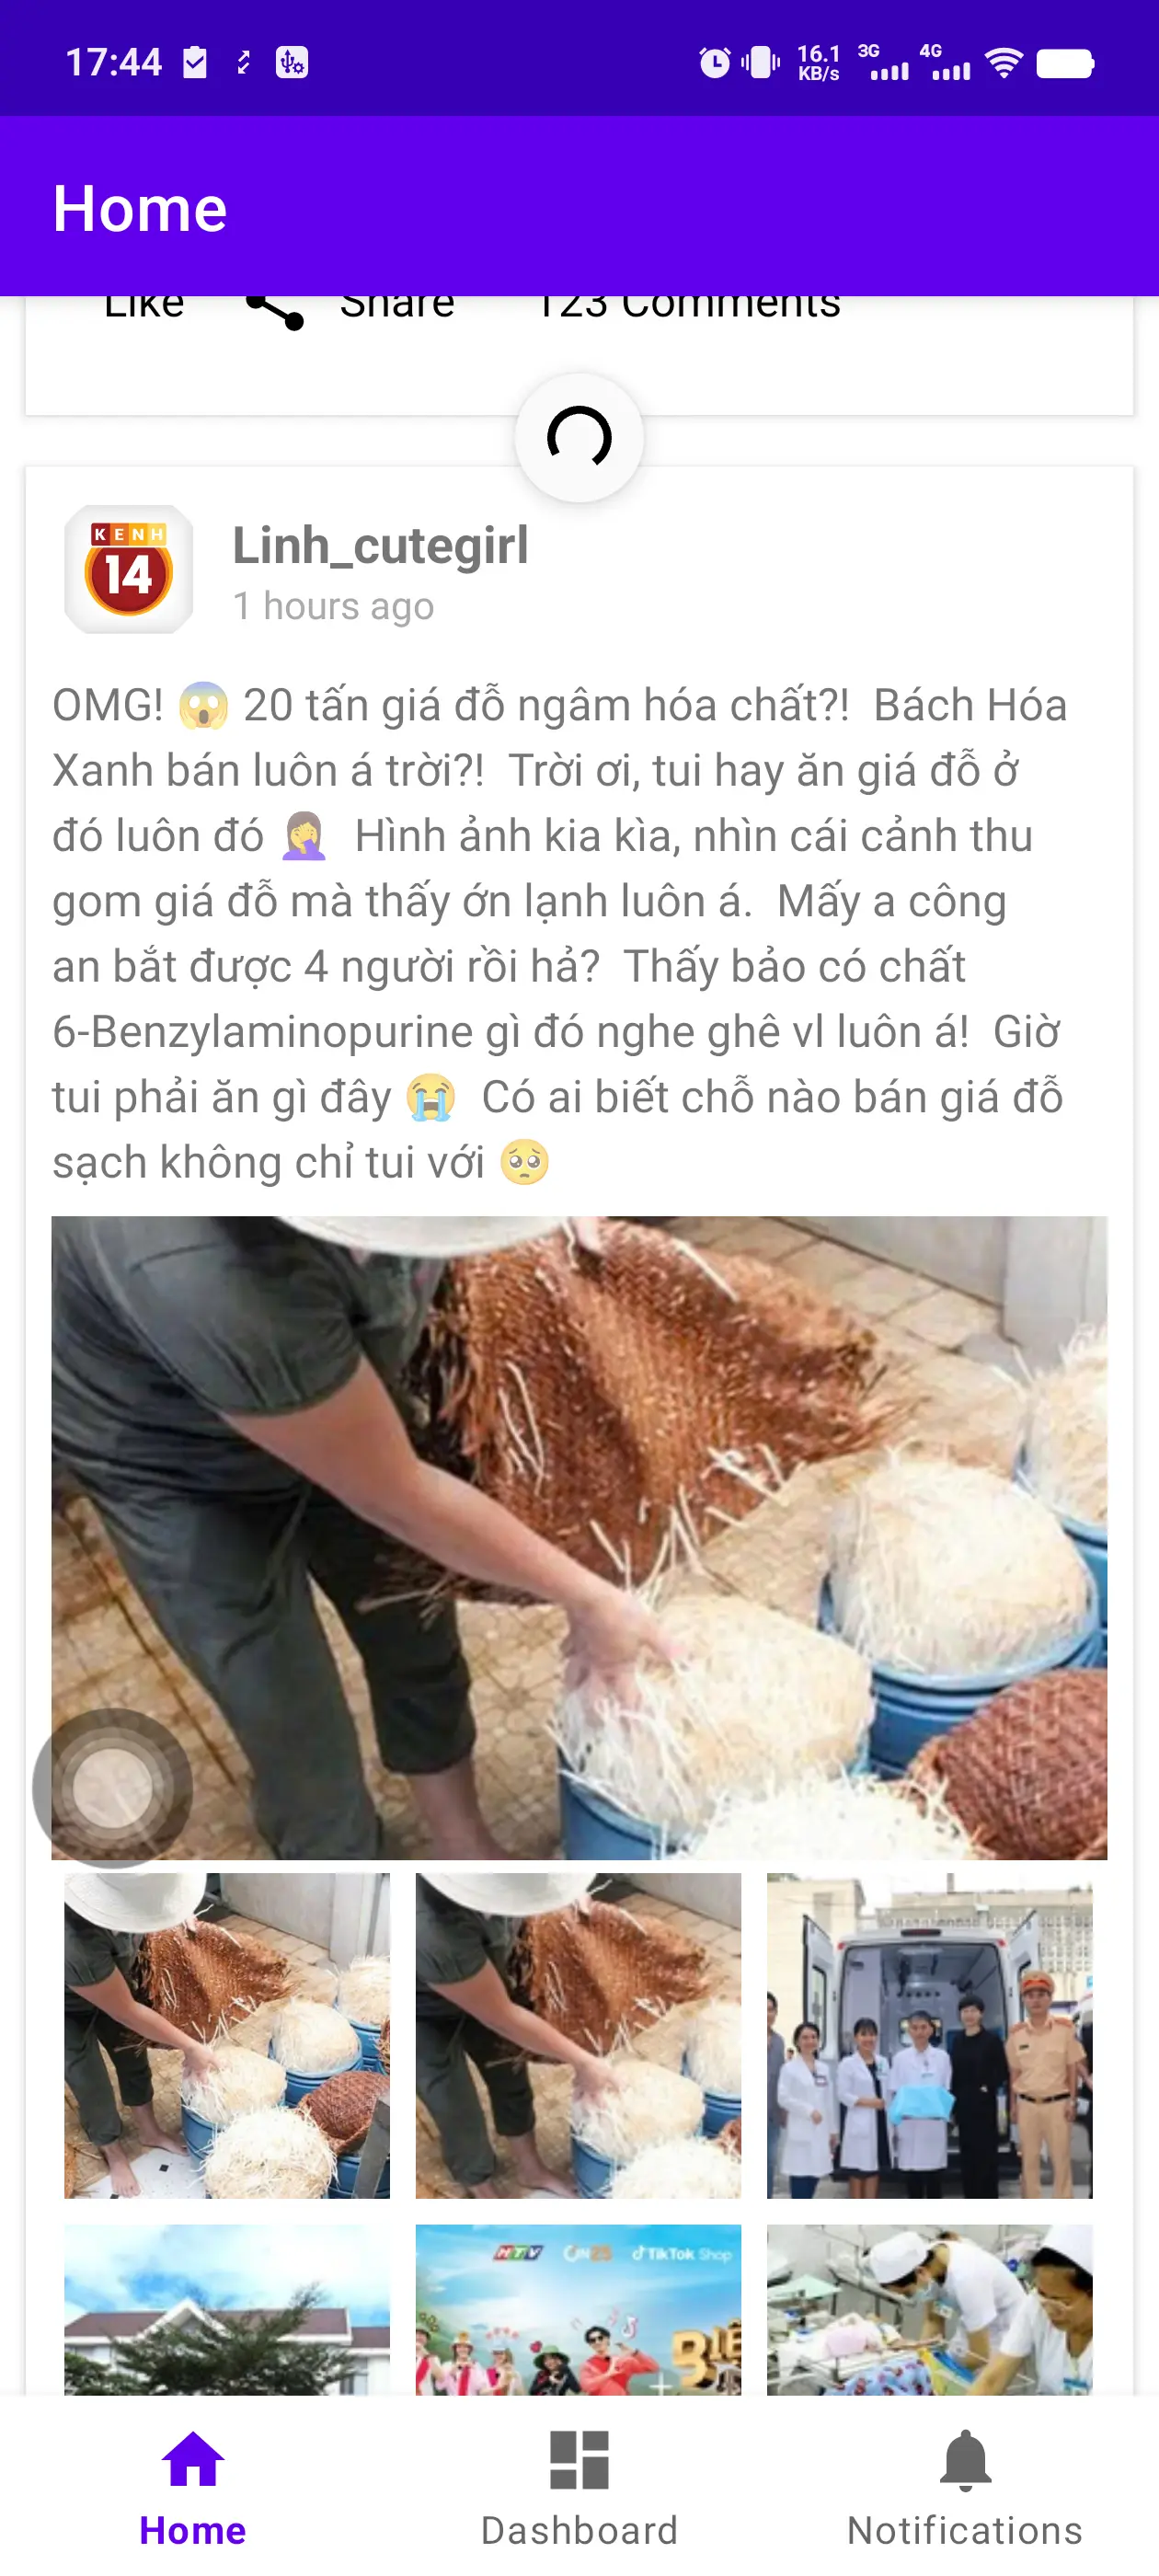 17:44
16.1
KB/s
3G
4G
Home
Like
Share
123 Comments
KENH
14
Linh_cutegirl
1 hours ago
OMG! 😱 20 tấn giá đỗ ngâm hóa chất?!  Bách Hóa
Xanh bán luôn á trời?!  Trời ơi, tui hay ăn giá đỗ ở
đó luôn đó 🤦‍♀️  Hình ảnh kia kìa, nhìn cái cảnh thu
gom giá đỗ mà thấy ớn lạnh luôn á.  Mấy a công
an bắt được 4 người rồi hả?  Thấy bảo có chất
6-Benzylaminopurine gì đó nghe ghê vl luôn á!  Giờ
tui phải ăn gì đây 😭  Có ai biết chỗ nào bán giá đỗ
sạch không chỉ tui với 🥺
HTV
TikTok Shop
Home
Dashboard
Notifications